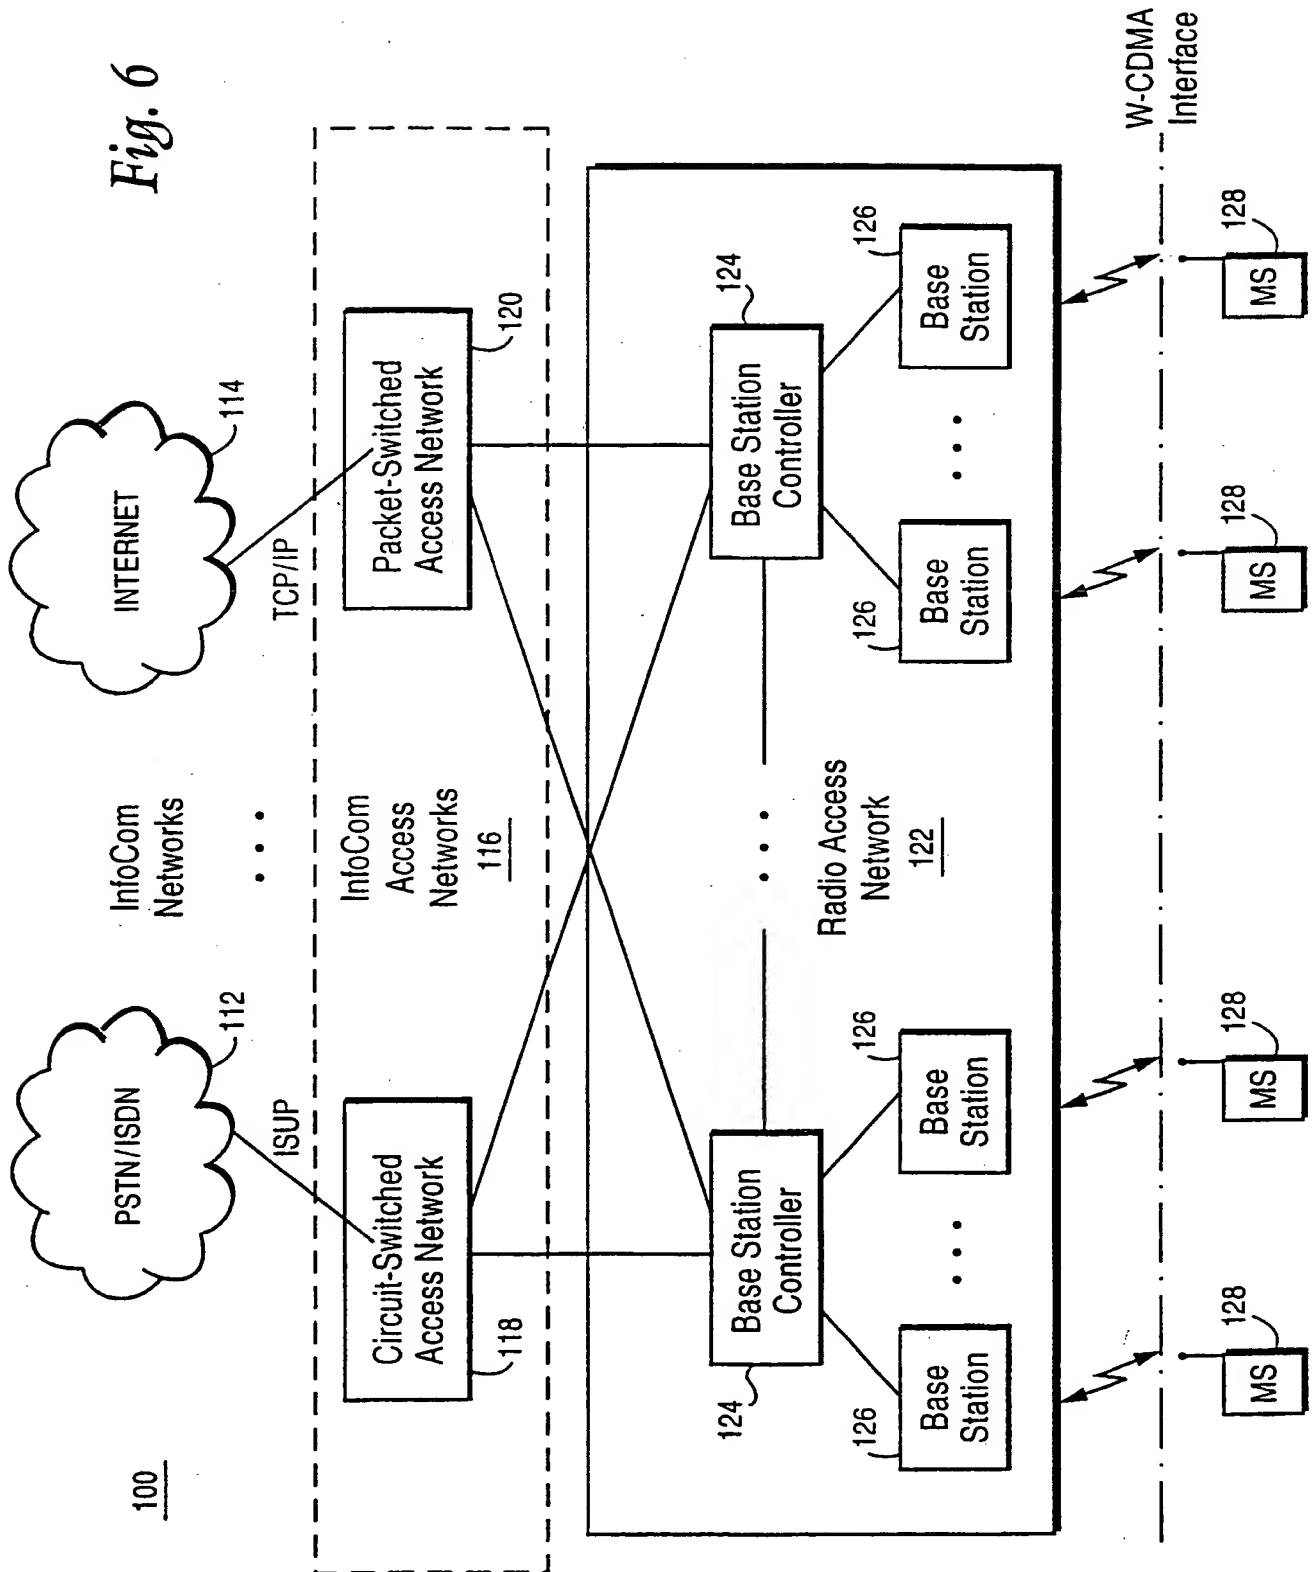 Fig. 6
100
PSTN/ISDN
112
InfoCom
Networks
• • •
INTERNET
114
ISUP
TCP/IP
Circuit-Switched
Access Network
118
InfoCom
Access
Networks
116
Packet-Switched
Access Network
120
Base Station
Controller
124
• • •
Base Station
Controller
124
Radio Access
Network
122
Base
Station
126
• • •
Base
Station
126
Base
Station
126
• • •
Base
Station
126
W-CDMA
Interface
MS
128
MS
128
MS
128
MS
128